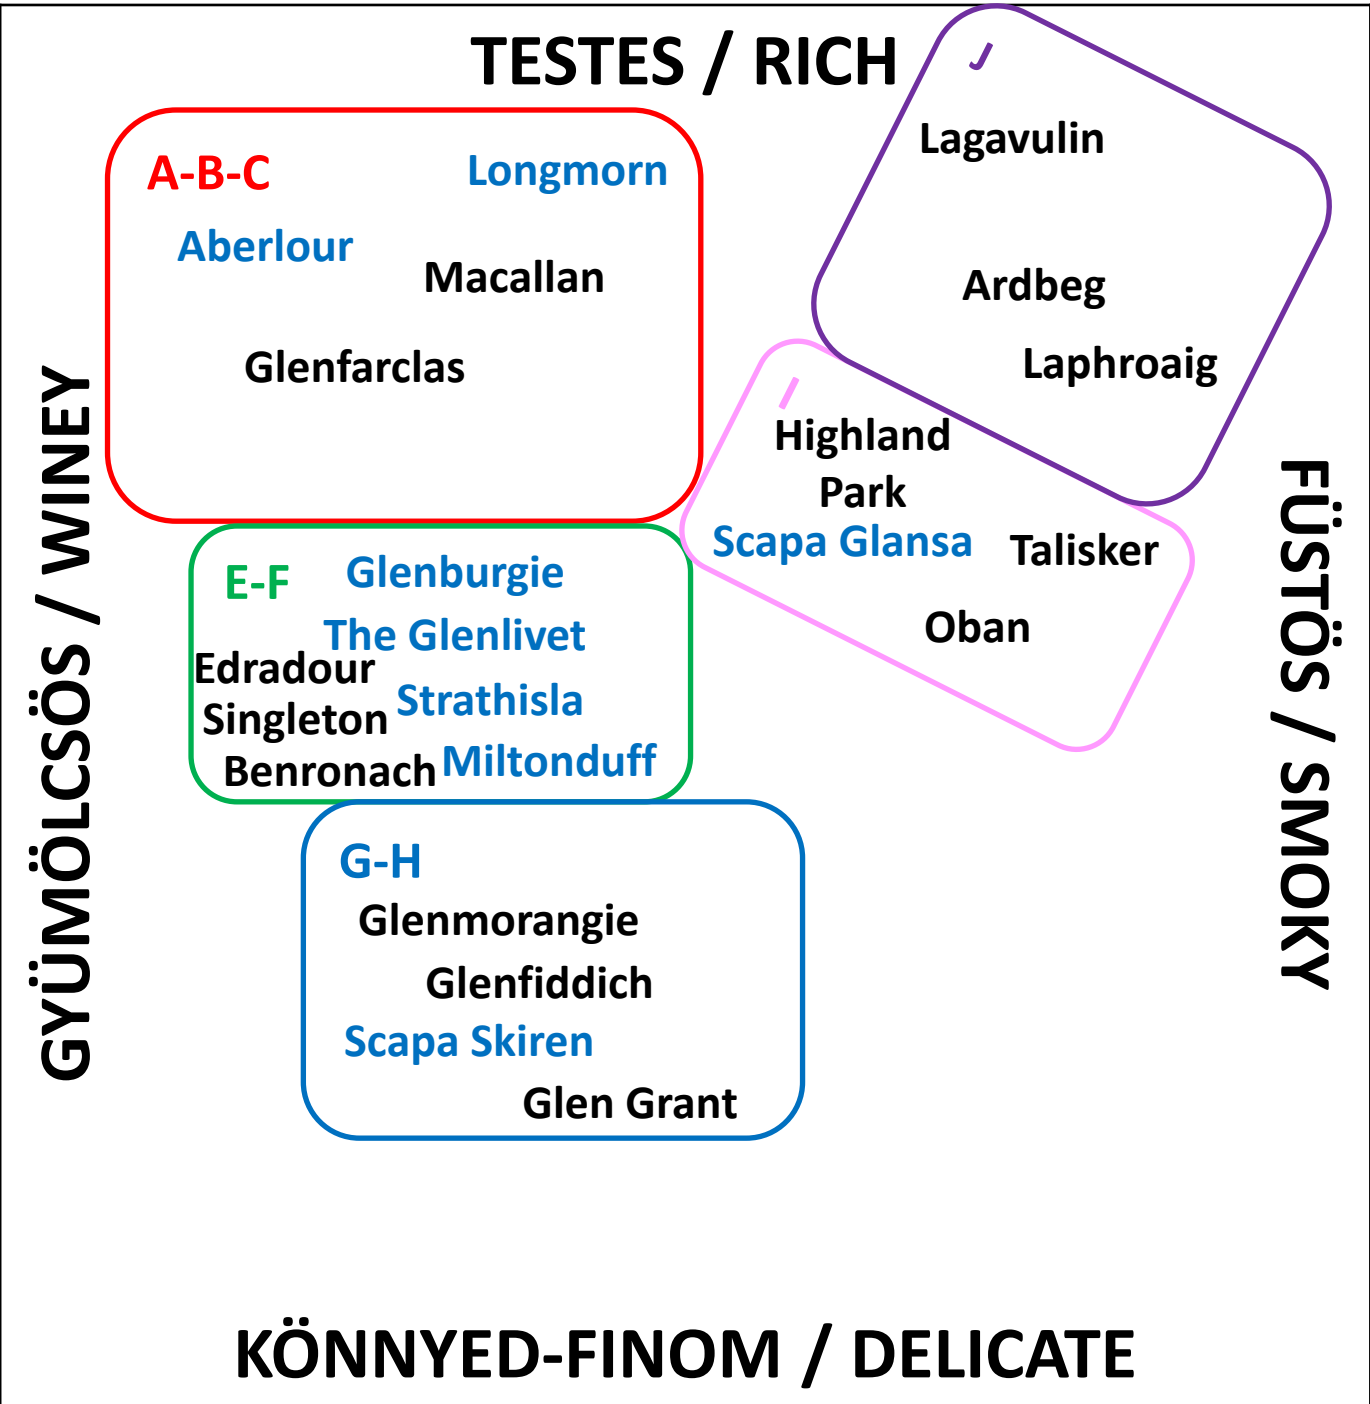 TESTES / RICH
J
Lagavulin
Ardbeg
Laphroaig
A-B-C
Longmorn
Aberlour
Macallan
Glenfarclas
I
Highland
Park
Scapa Glansa
Talisker
Oban
E-F
Glenburgie
The Glenlivet
Edradour
Strathisla
Singleton
Benronach
Miltonduff
G-H
Glenmorangie
Glenfiddich
Scapa Skiren
Glen Grant
GYÜMÖLCSÖS / WINEY
FÜSTÖS / SMOKY
KÖNNYED-FINOM / DELICATE